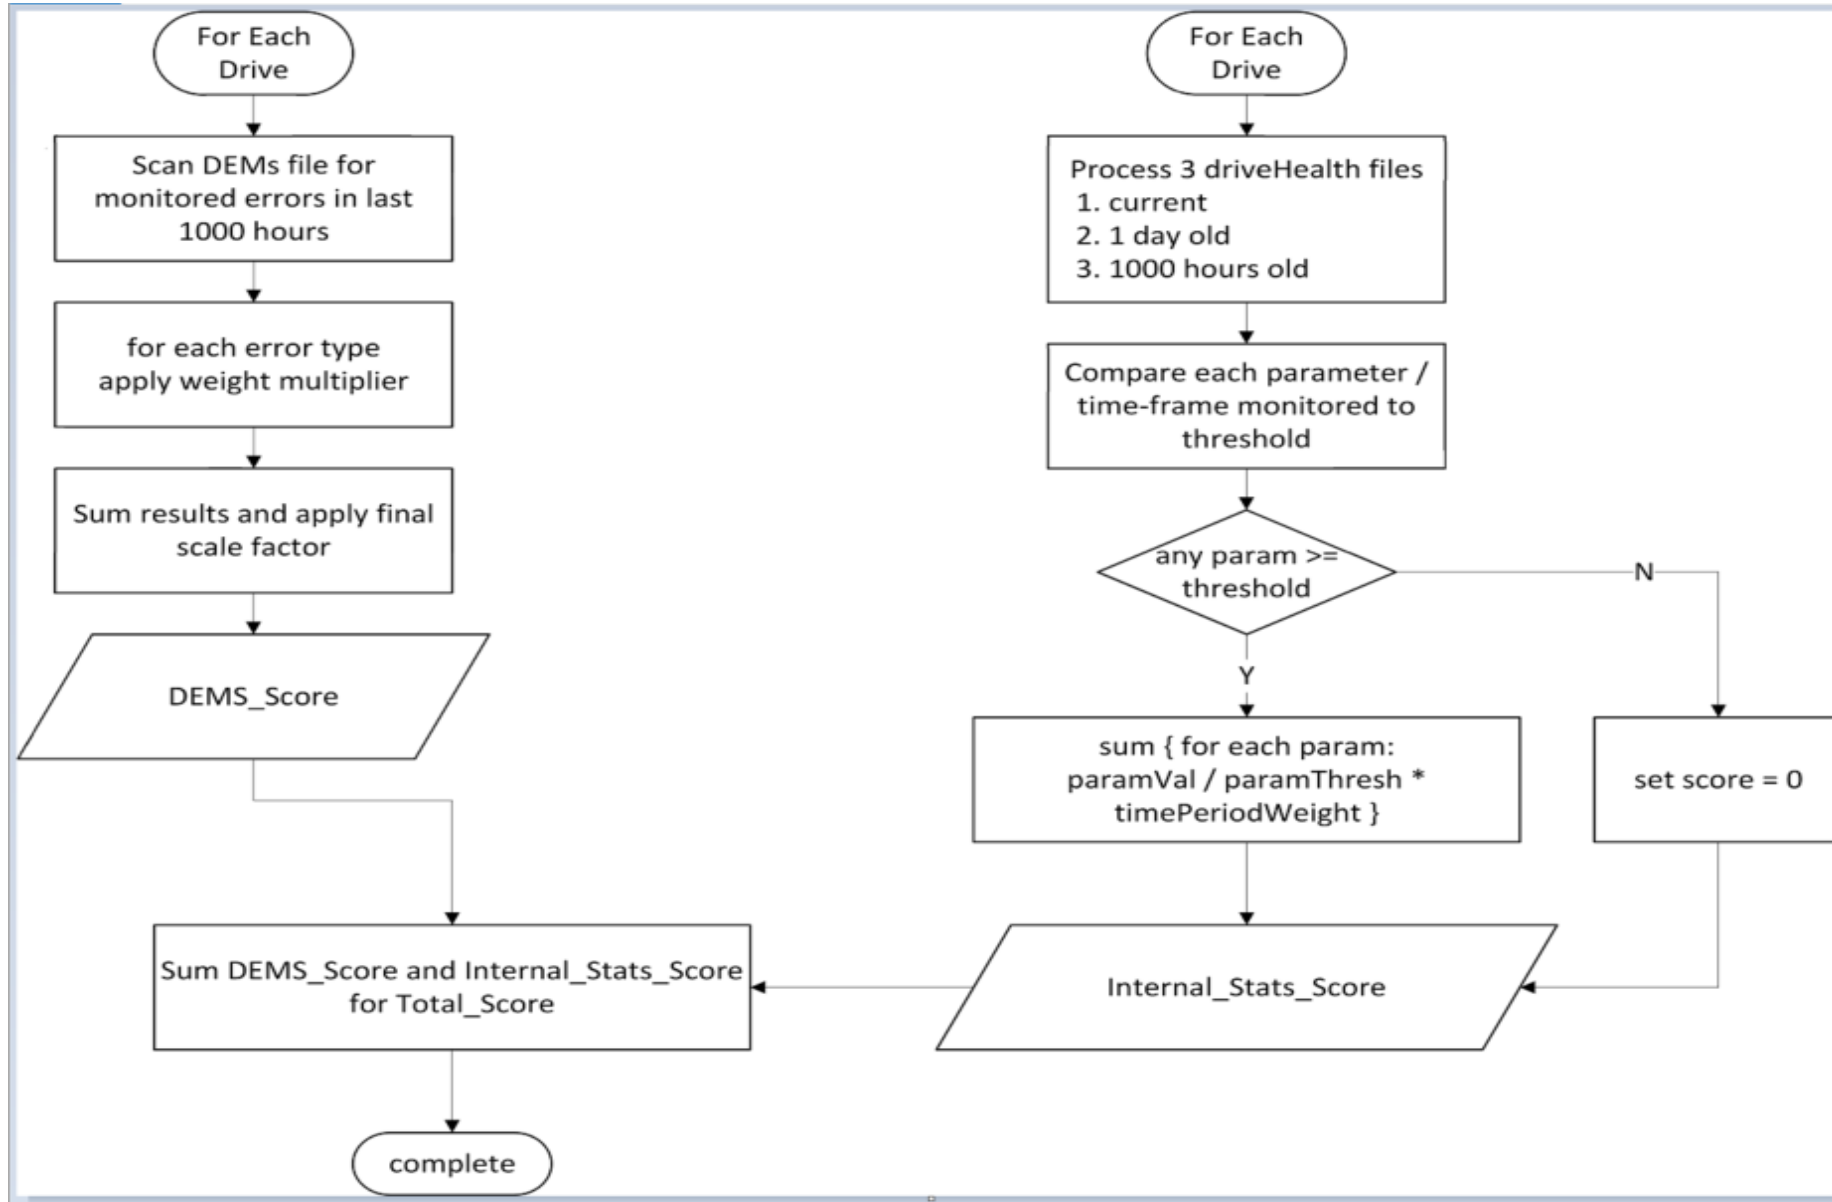 For Each
Drive
Scan DEMs file for
monitored errors in last
1000 hours
for each error type
apply weight multiplier
Sum results and apply final
scale factor
DEMS_Score
For Each
Drive
Process 3 driveHealth files
1. current
2. 1 day old
3. 1000 hours old
Compare each parameter /
time-frame monitored to
threshold
any param >=
threshold
N
Y
sum { for each param:
paramVal / paramThresh *
timePeriodWeight }
set score = 0
Internal_Stats_Score
Sum DEMS_Score and Internal_Stats_Score
for Total_Score
complete